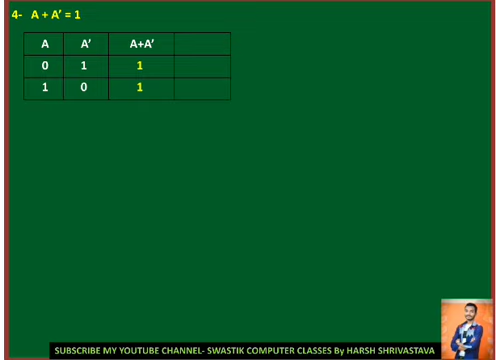 4- A + A’ = 1
A A’ A+A’
0 1 1
1 0 1
SUBSCRIBE MY YOUTUBE CHANNEL- SWASTIK COMPUTER CLASSES By HARSH SHRIVASTAVA